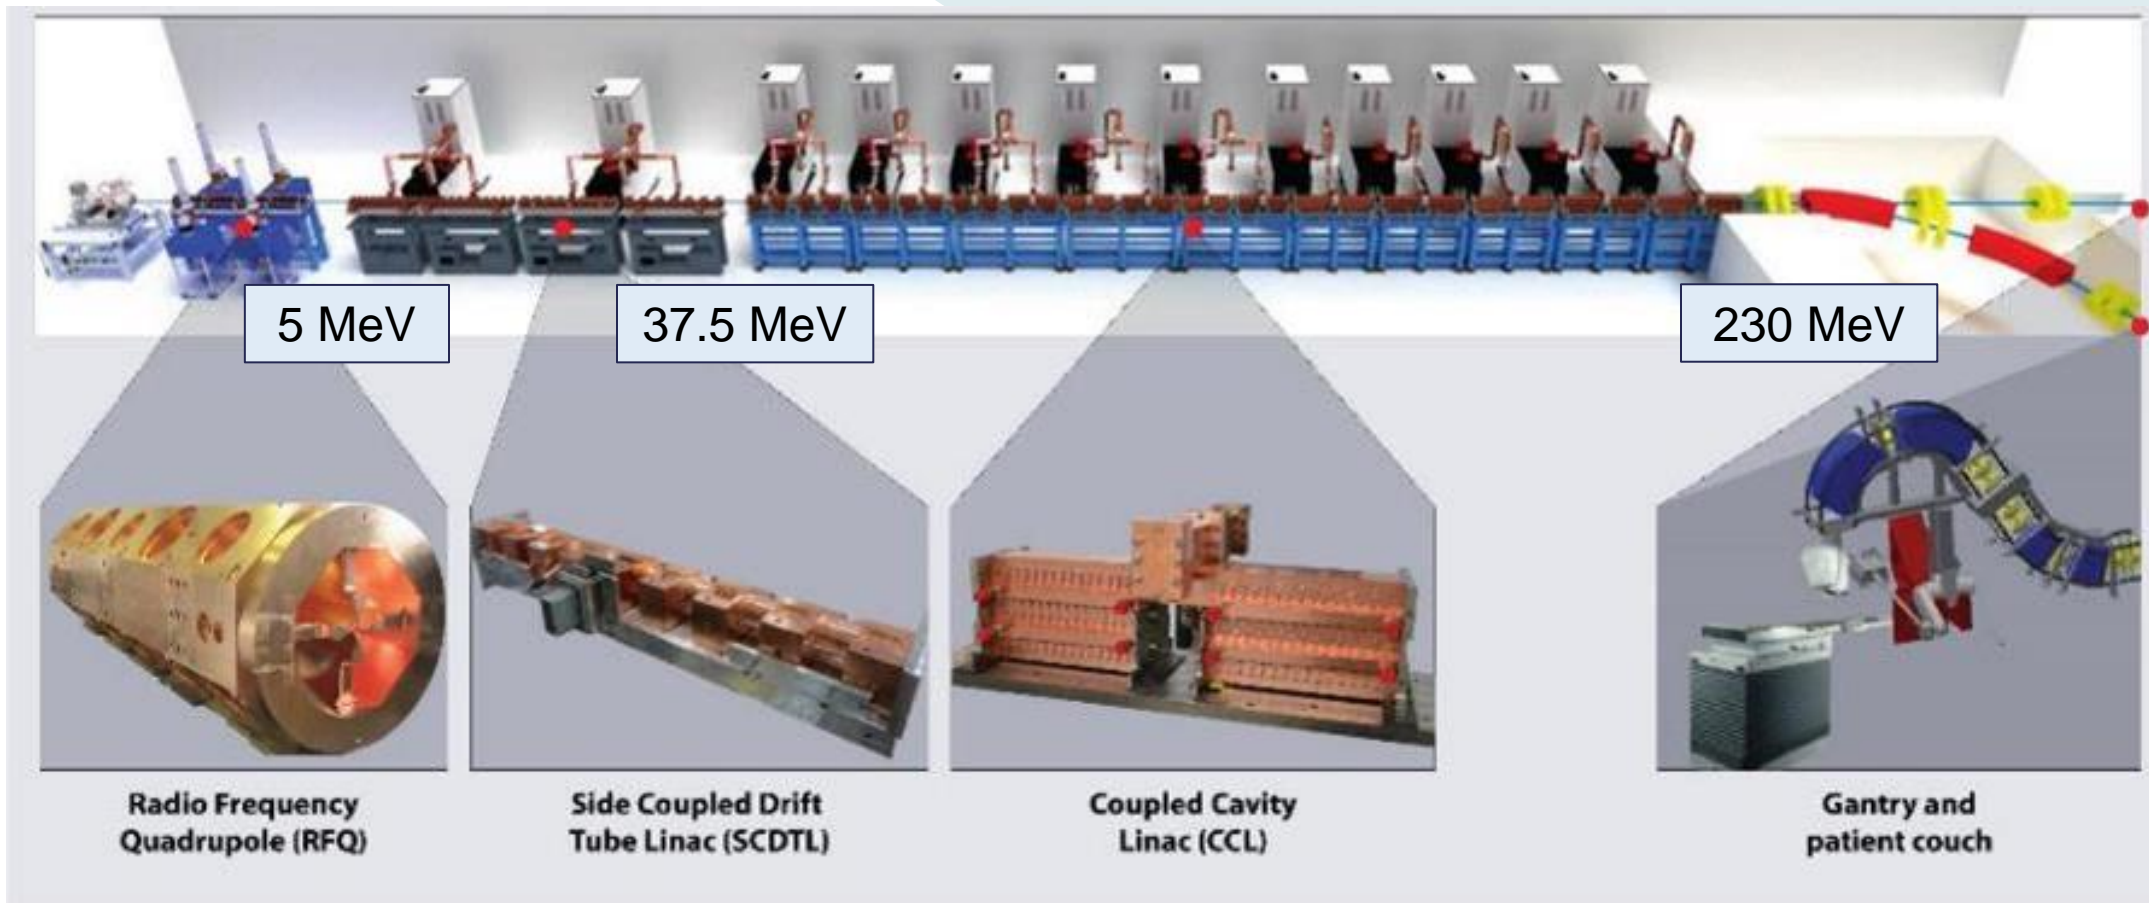 5 MeV
37.5 MeV
230 MeV
Radio Frequency
Quadrupole (RFQ)
Side Coupled Drift
Tube Linac (SCDTL)
Coupled Cavity
Linac (CCL)
Gantry and
patient couch